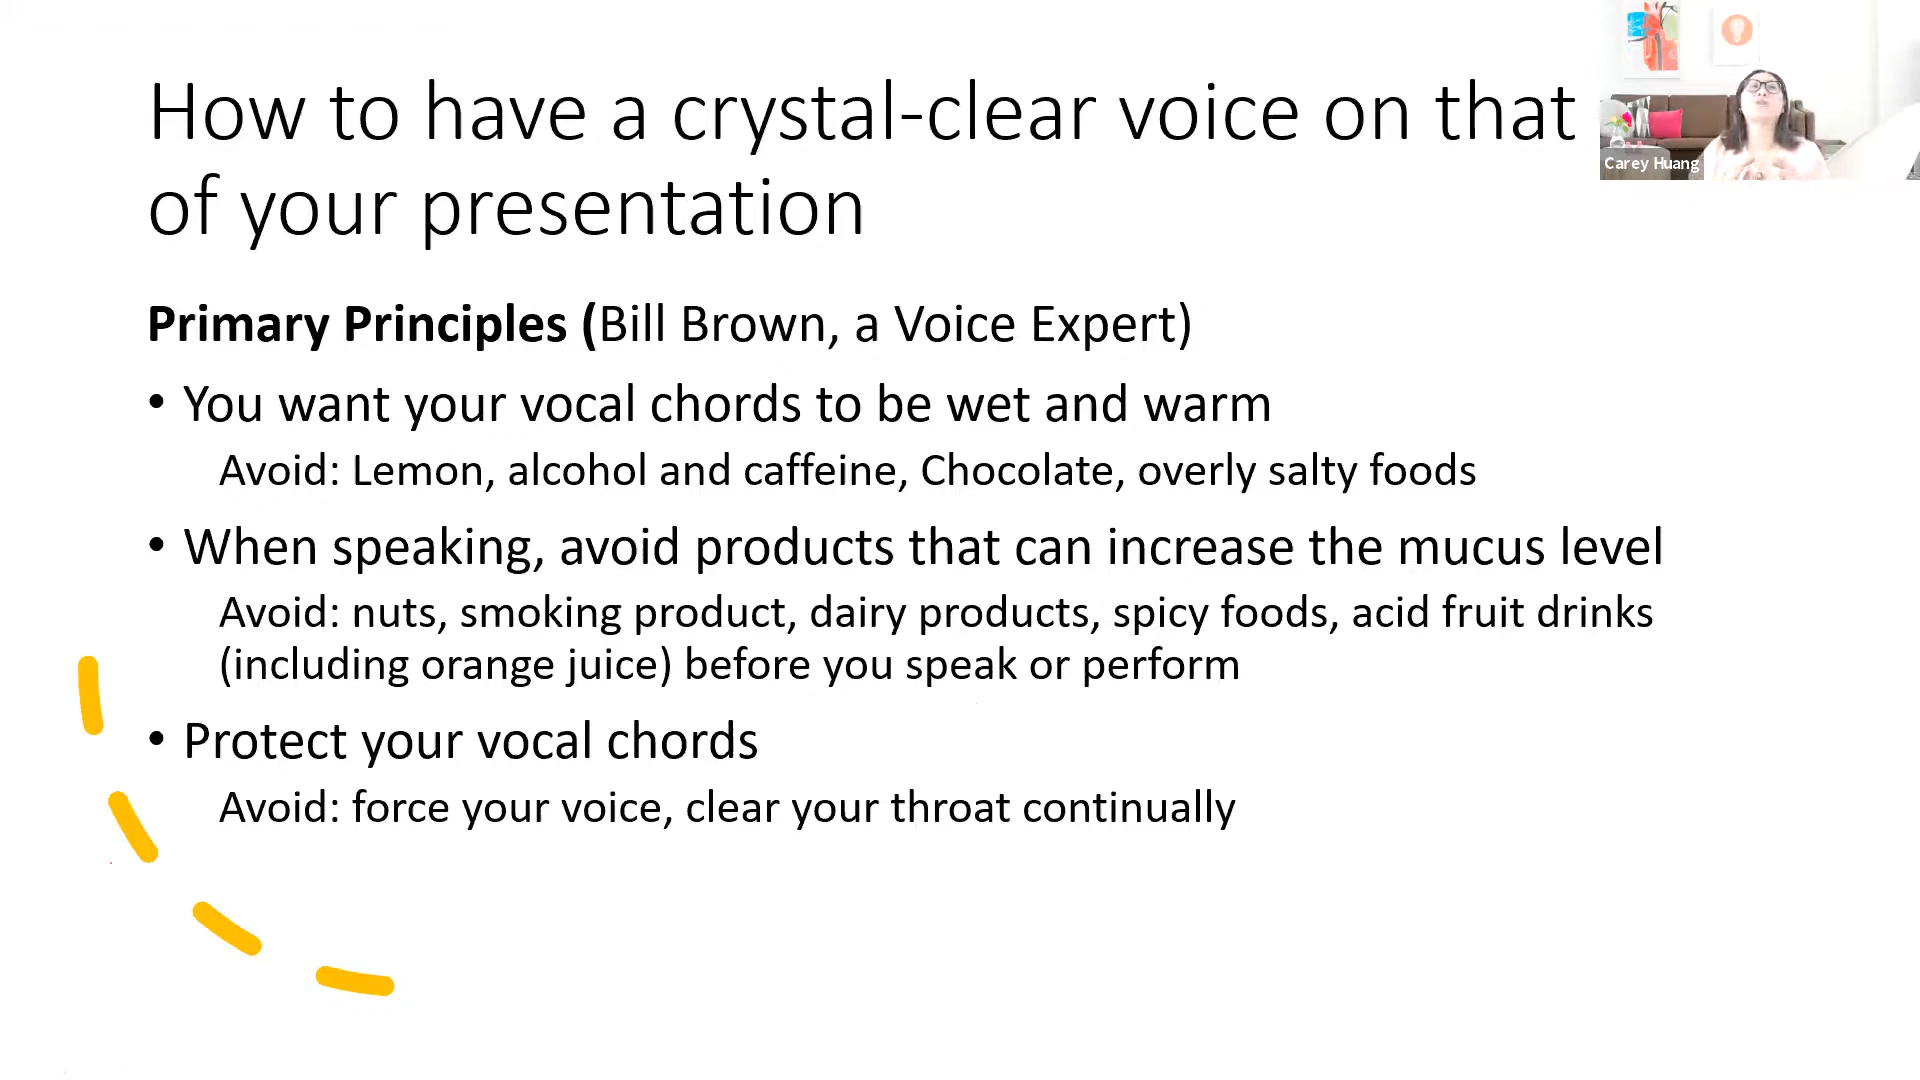 How to have a crystal-clear voice on that
of your presentation
Carey Huang
Primary Principles (Bill Brown, a Voice Expert)
• You want your vocal chords to be wet and warm
Avoid: Lemon, alcohol and caffeine, Chocolate, overly salty foods
• When speaking, avoid products that can increase the mucus level
Avoid: nuts, smoking product, dairy products, spicy foods, acid fruit drinks
(including orange juice) before you speak or perform
• Protect your vocal chords
Avoid: force your voice, clear your throat continually